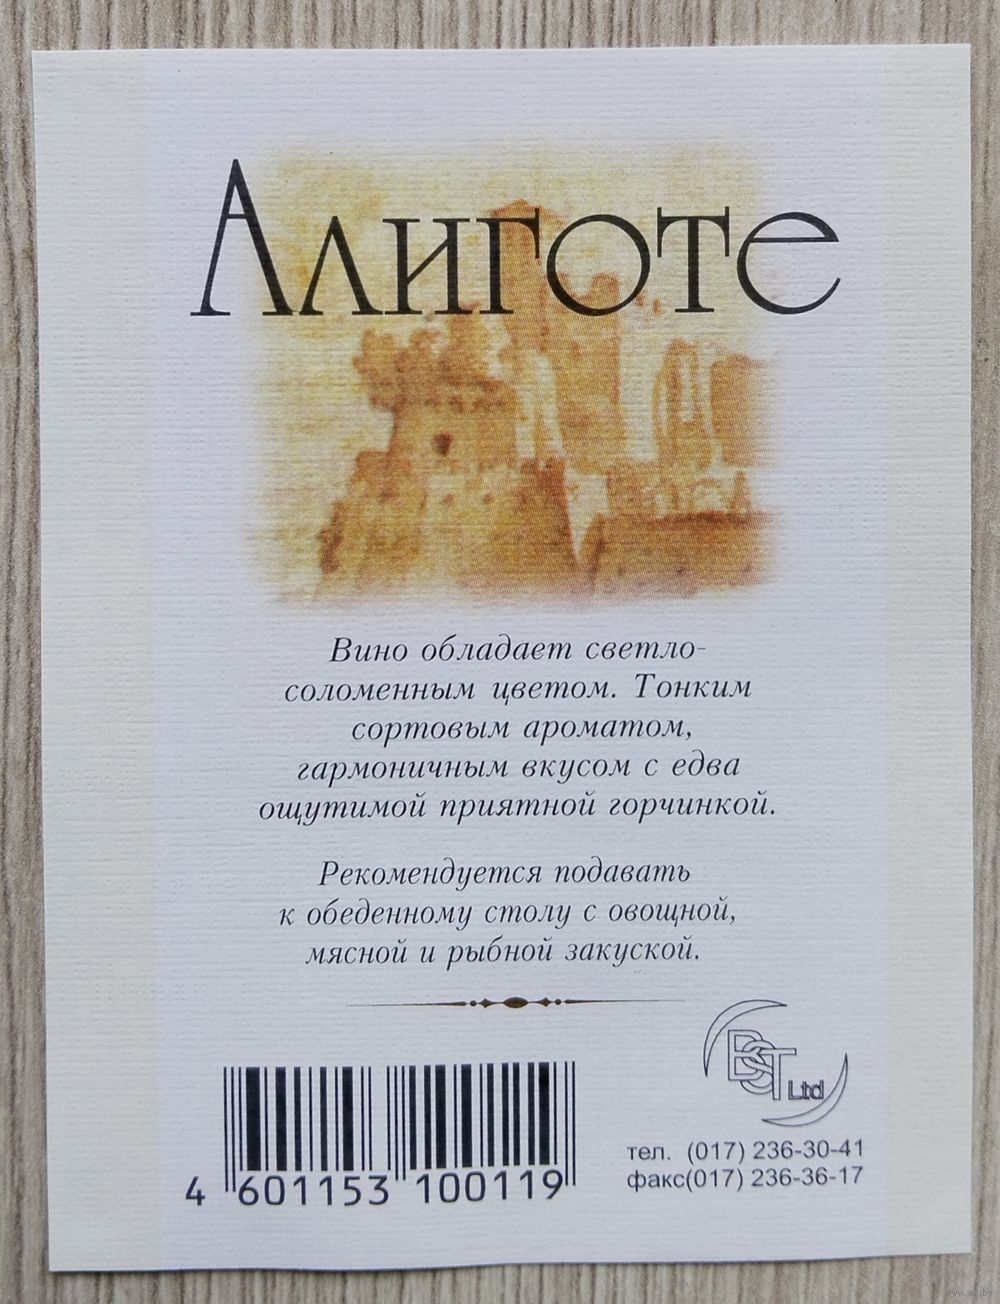 Алиготе
Вино обладает светло-
соломенным цветом. Тонким
сортовым ароматом,
гармоничным вкусом с едва
ощутимой приятной горчинкой.
Рекомендуется подавать
к обеденному столу с овощной,
мясной и рыбной закуской.
BST Ltd
тел. (017) 236-30-41
факс(017) 236-36-17
4 601153 100119